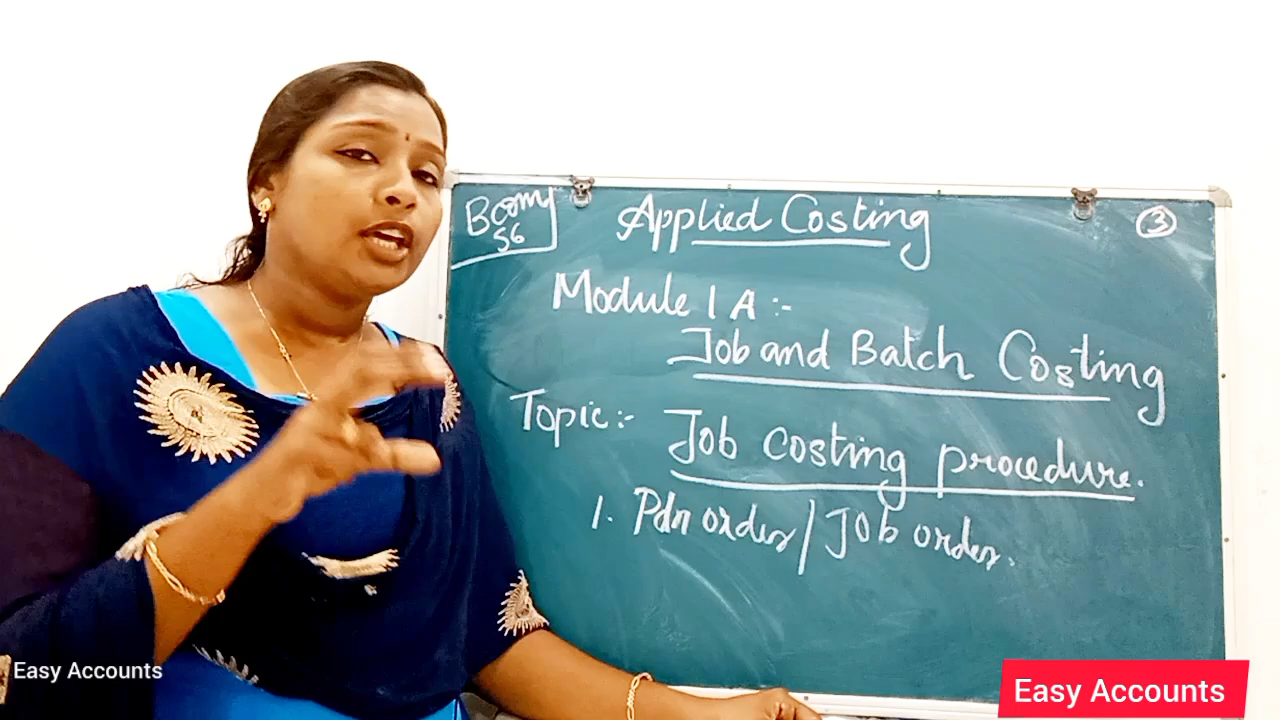 Bcom
S6
Applied Costing
3
Module 1 A :-
Job and Batch Costing
Topic :- Job costing procedure.
1. Pdn order / Job order.
Easy Accounts
Easy Accounts